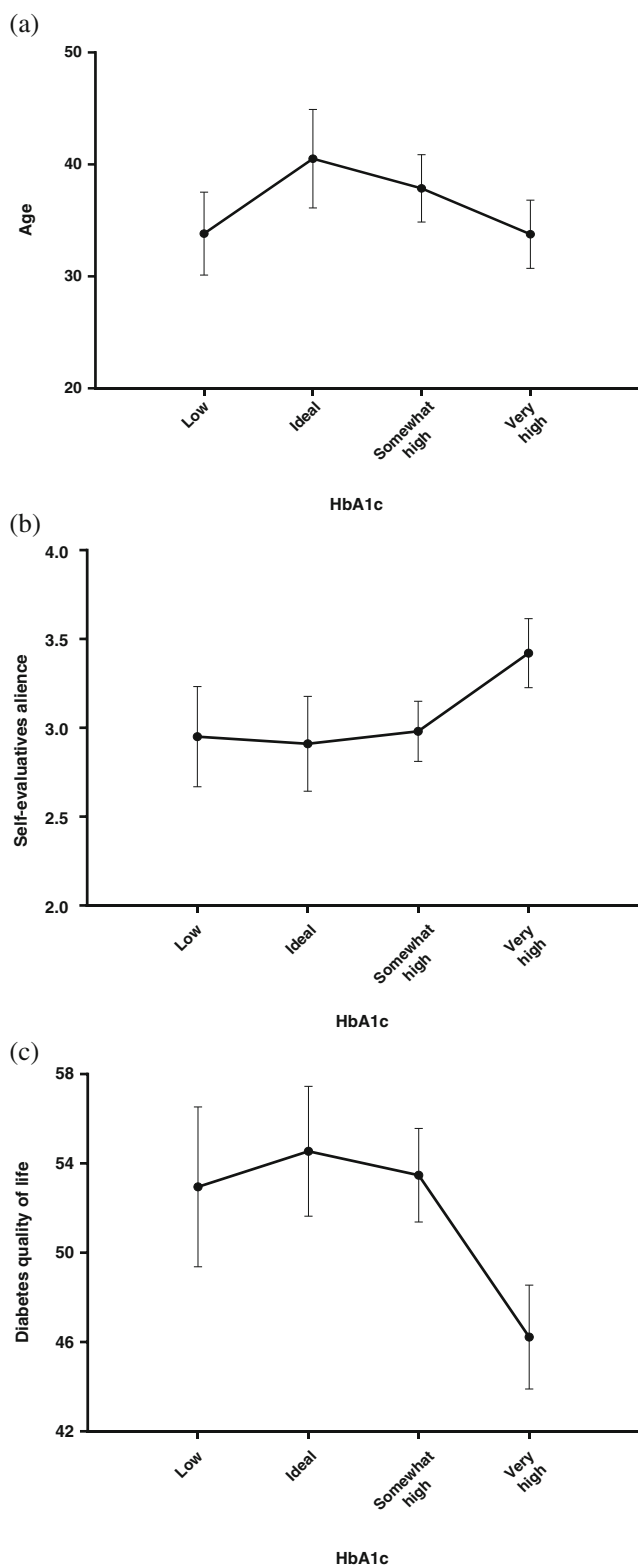 (a)
50
40
30
20
Age
Low
Ideal
Somewhat
high
Very
high
HbA1c
(b)
4.0
3.5
3.0
2.5
2.0
Self-evaluatives alience
Low
Ideal
Somewhat
high
Very
high
HbA1c
(c)
58
54
50
46
42
Diabetes quality of life
Low
Ideal
Somewhat
high
Very
high
HbA1c